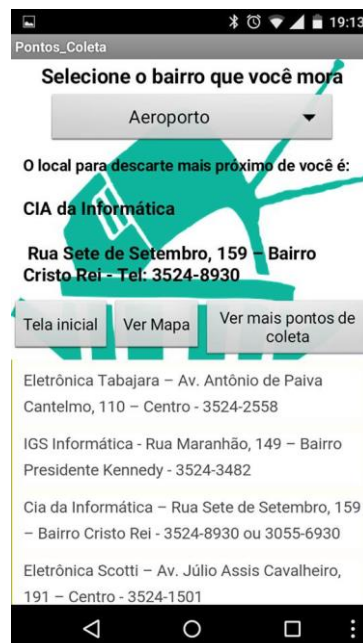 19:13
Pontos_Coleta
Selecione o bairro que você mora
Aeroporto
O local para descarte mais próximo de você é:
CIA da Informática
Rua Sete de Setembro, 159 – Bairro
Cristo Rei - Tel: 3524-8930
Tela inicial
Ver Mapa
Ver mais pontos de
coleta
Eletrônica Tabajara – Av. Antônio de Paiva
Cantelmo, 110 – Centro - 3524-2558
IGS Informática - Rua Maranhão, 149 – Bairro
Presidente Kennedy - 3524-3482
Cia da Informática – Rua Sete de Setembro, 159
– Bairro Cristo Rei - 3524-8930 ou 3055-6930
Eletrônica Scotti – Av. Júlio Assis Cavalheiro,
191 – Centro - 3524-1501